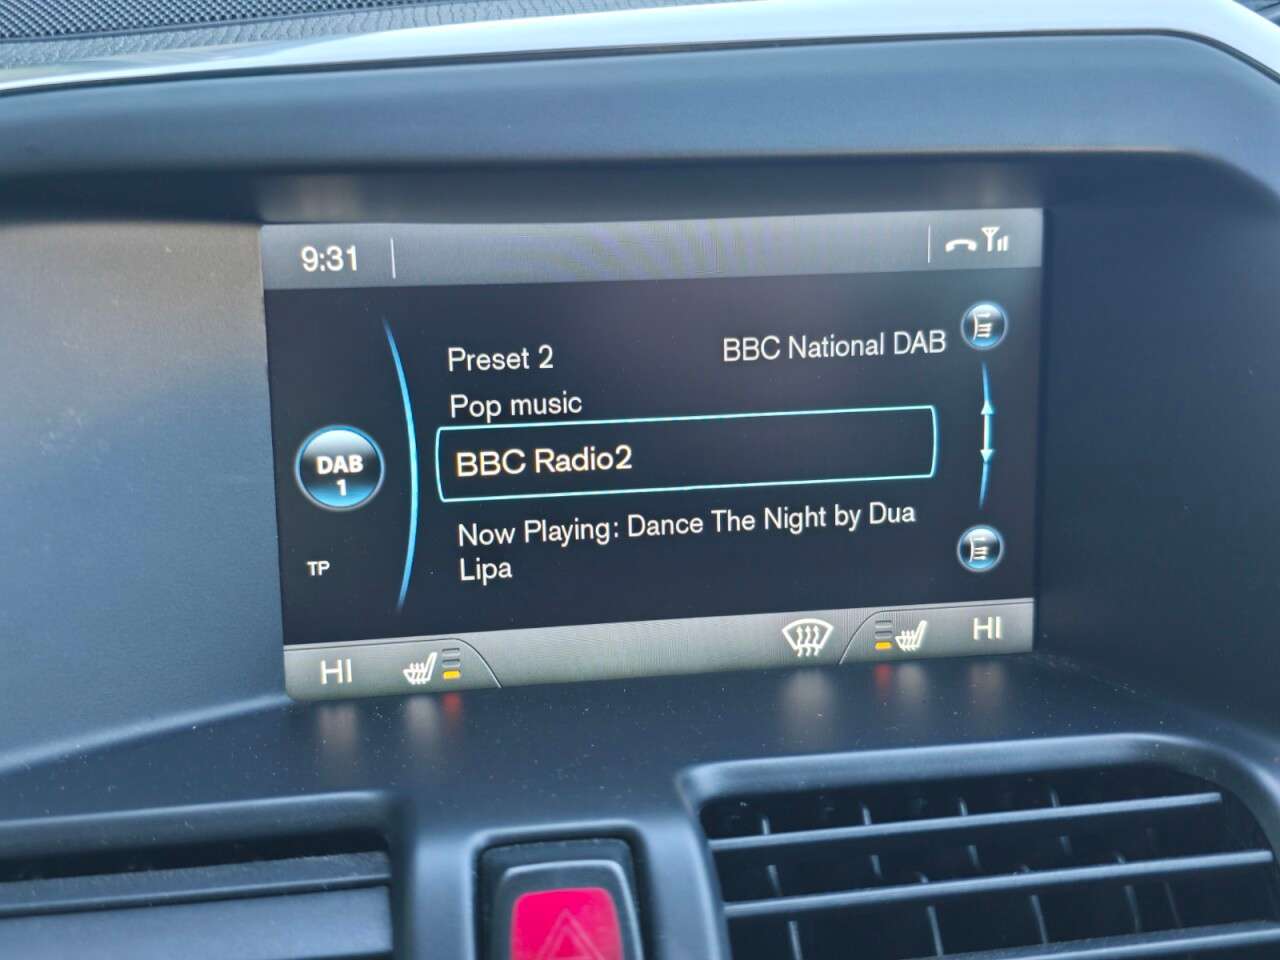 9:31
Preset 2
BBC National DAB
Pop music
BBC Radio2
DAB
1
Now Playing: Dance The Night by Dua
Lipa
TP
HI
HI